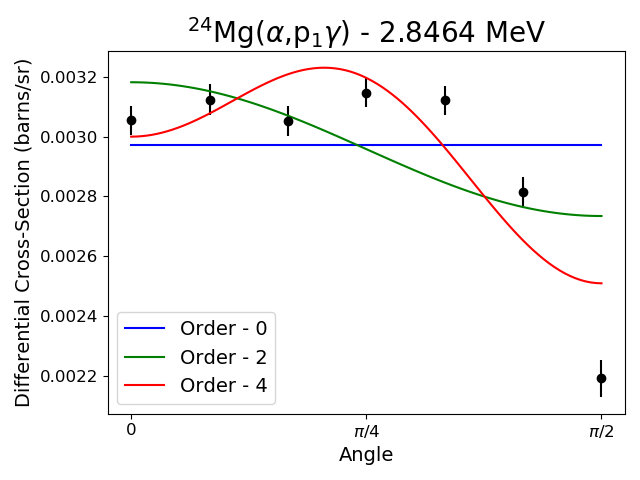 ²⁴Mg(α,p₁γ) - 2.8464 MeV
Differential Cross-Section (barns/sr)
0.0032
0.0030
0.0028
0.0026
0.0024
0.0022
Order - 0
Order - 2
Order - 4
0
π/4
π/2
Angle